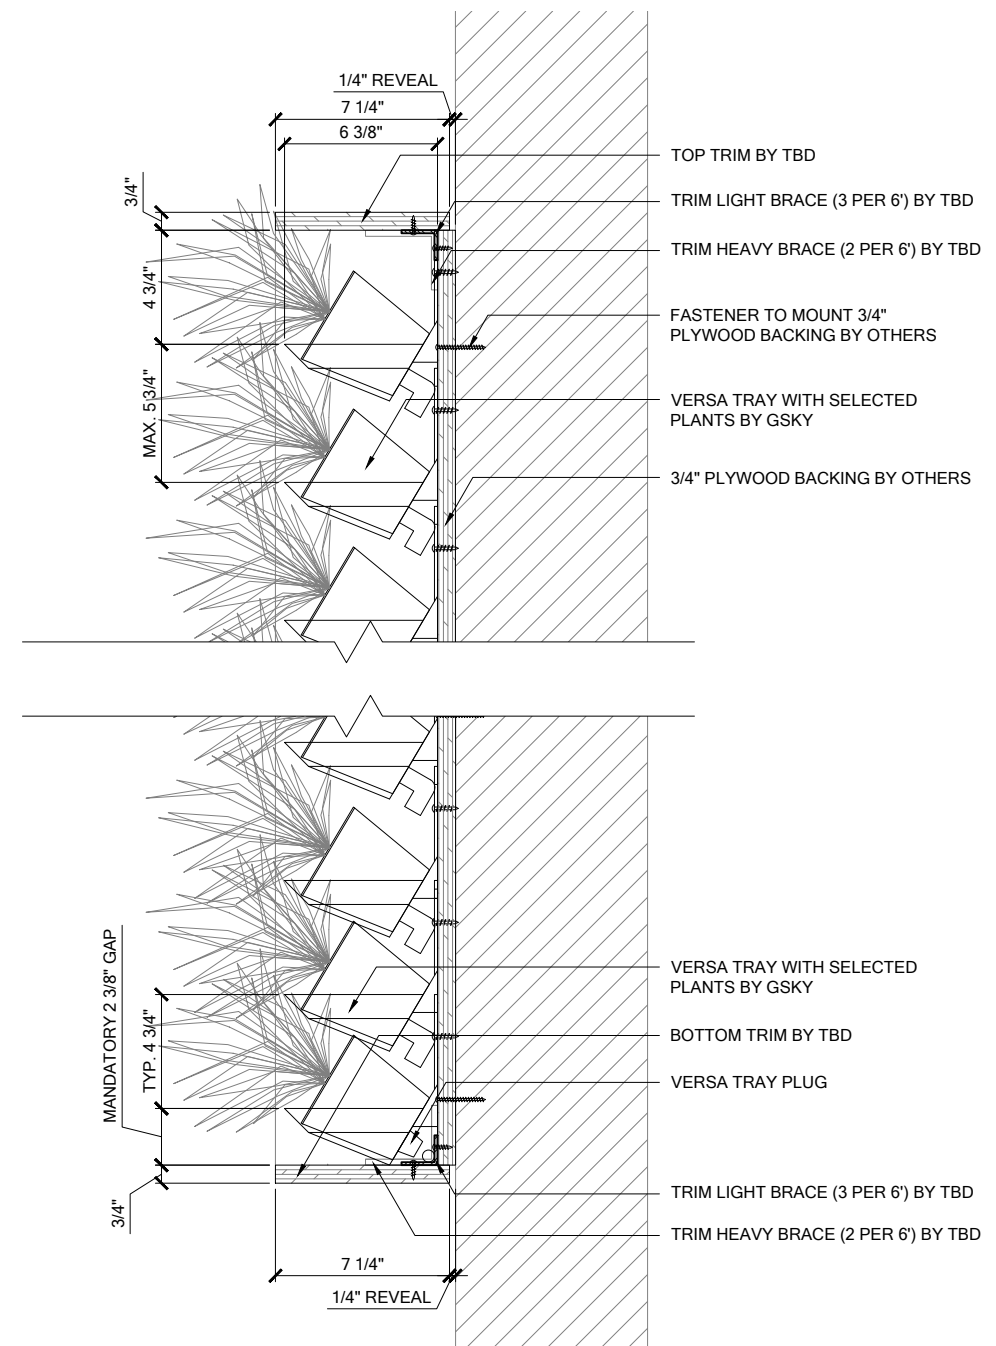 1/4" REVEAL
7 1/4"
6 3/8"
3/4"
4 3/4"
MAX. 5 3/4"
TOP TRIM BY TBD
TRIM LIGHT BRACE (3 PER 6') BY TBD
TRIM HEAVY BRACE (2 PER 6') BY TBD
FASTENER TO MOUNT 3/4"
PLYWOOD BACKING BY OTHERS
VERSA TRAY WITH SELECTED
PLANTS BY GSKY
3/4" PLYWOOD BACKING BY OTHERS
MANDATORY 2 3/8" GAP
TYP. 4 3/4"
3/4"
VERSA TRAY WITH SELECTED
PLANTS BY GSKY
BOTTOM TRIM BY TBD
VERSA TRAY PLUG
TRIM LIGHT BRACE (3 PER 6') BY TBD
TRIM HEAVY BRACE (2 PER 6') BY TBD
7 1/4"
1/4" REVEAL